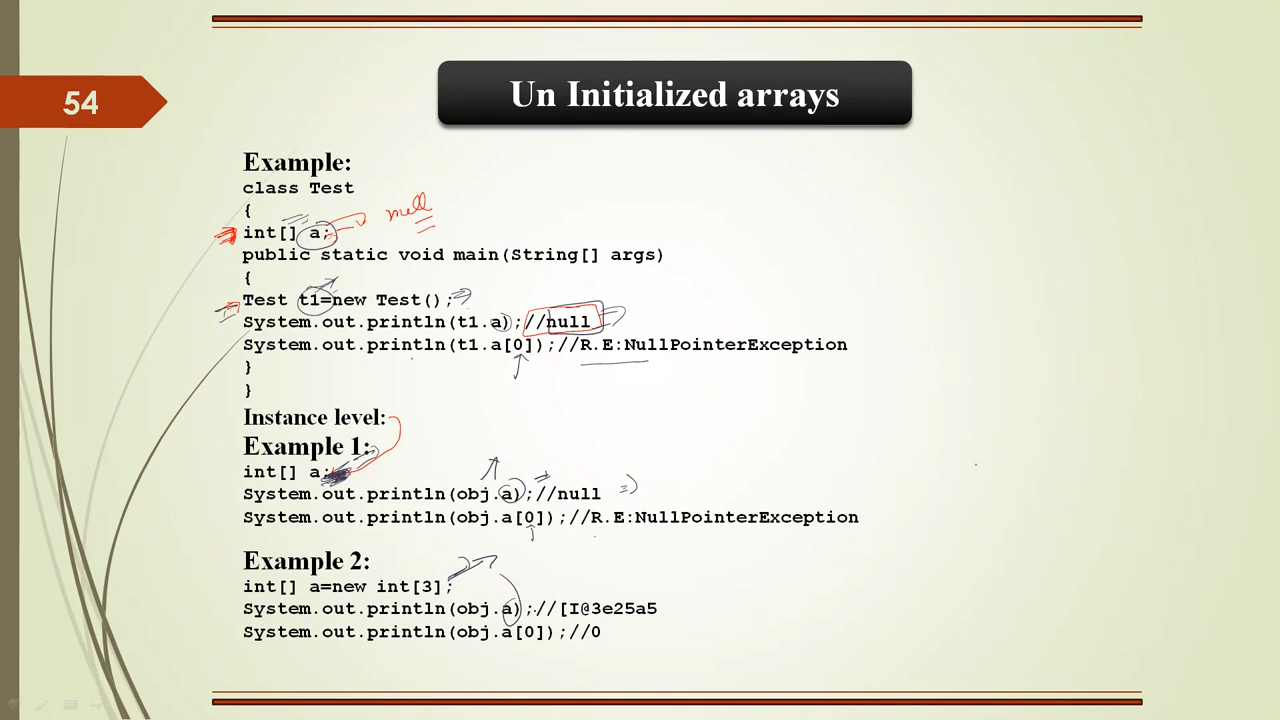 54
Un Initialized arrays
Example:
class Test
{
int[] a;
null
public static void main(String[] args)
{
Test t1=new Test();
System.out.println(t1.a);//null
System.out.println(t1.a[0]);//R.E:NullPointerException
}
}
Instance level:
Example 1:
int[] a;
System.out.println(obj.a);//null
System.out.println(obj.a[0]);//R.E:NullPointerException
Example 2:
int[] a=new int[3];
System.out.println(obj.a);//[I@3e25a5
System.out.println(obj.a[0]);//0